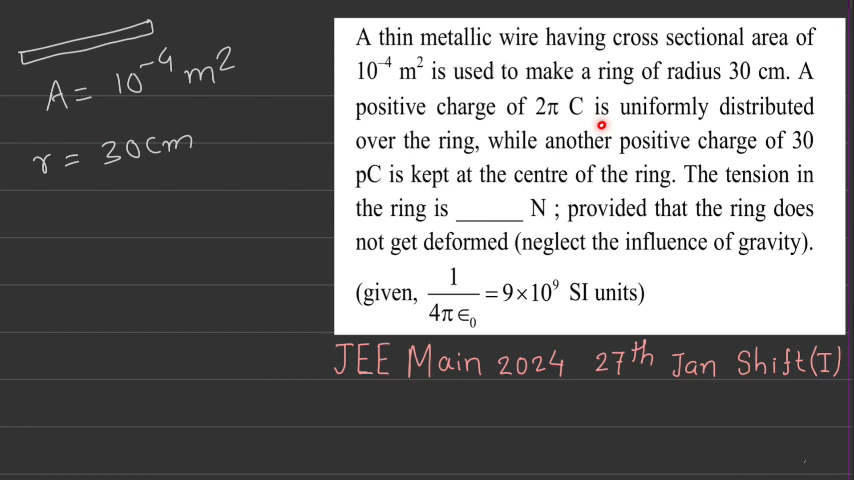 A = 10⁻⁴ m²
r = 30cm
A thin metallic wire having cross sectional area of
10⁻⁴ m² is used to make a ring of radius 30 cm. A
positive charge of 2π C is uniformly distributed
over the ring, while another positive charge of 30
pC is kept at the centre of the ring. The tension in
the ring is ______ N ; provided that the ring does
not get deformed (neglect the influence of gravity).
(given, 1/(4π∈₀) = 9×10⁹ SI units)
JEE Main 2024 27th Jan Shift(I)